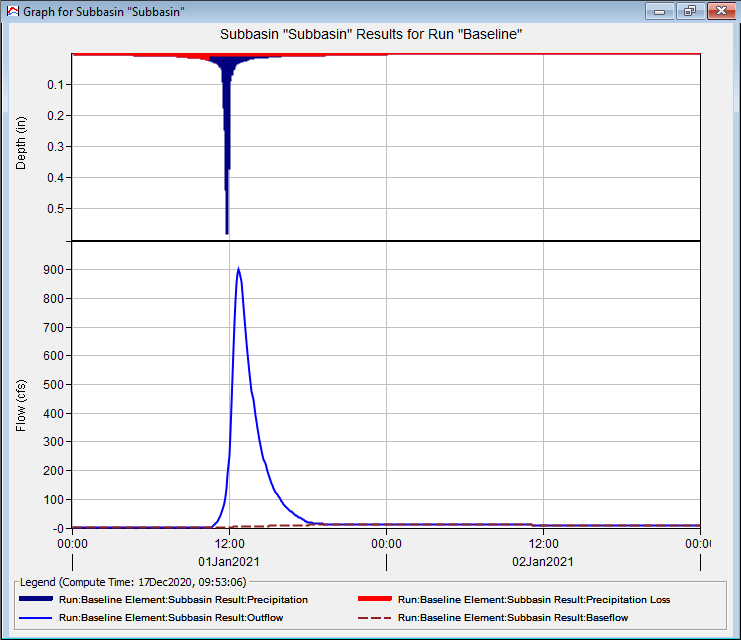 Graph for Subbasin "Subbasin"
Subbasin "Subbasin" Results for Run "Baseline"
Depth (in)
0.1
0.2
0.3
0.4
0.5
Flow (cfs)
900
800
700
600
500
400
300
200
100
-0
00:00 12:00 00:00 12:00 00:0
01Jan2021 02Jan2021
Legend (Compute Time: 17Dec2020, 09:53:06)
Run:Baseline Element:Subbasin Result:Precipitation
Run:Baseline Element:Subbasin Result:Precipitation Loss
Run:Baseline Element:Subbasin Result:Outflow
Run:Baseline Element:Subbasin Result:Baseflow